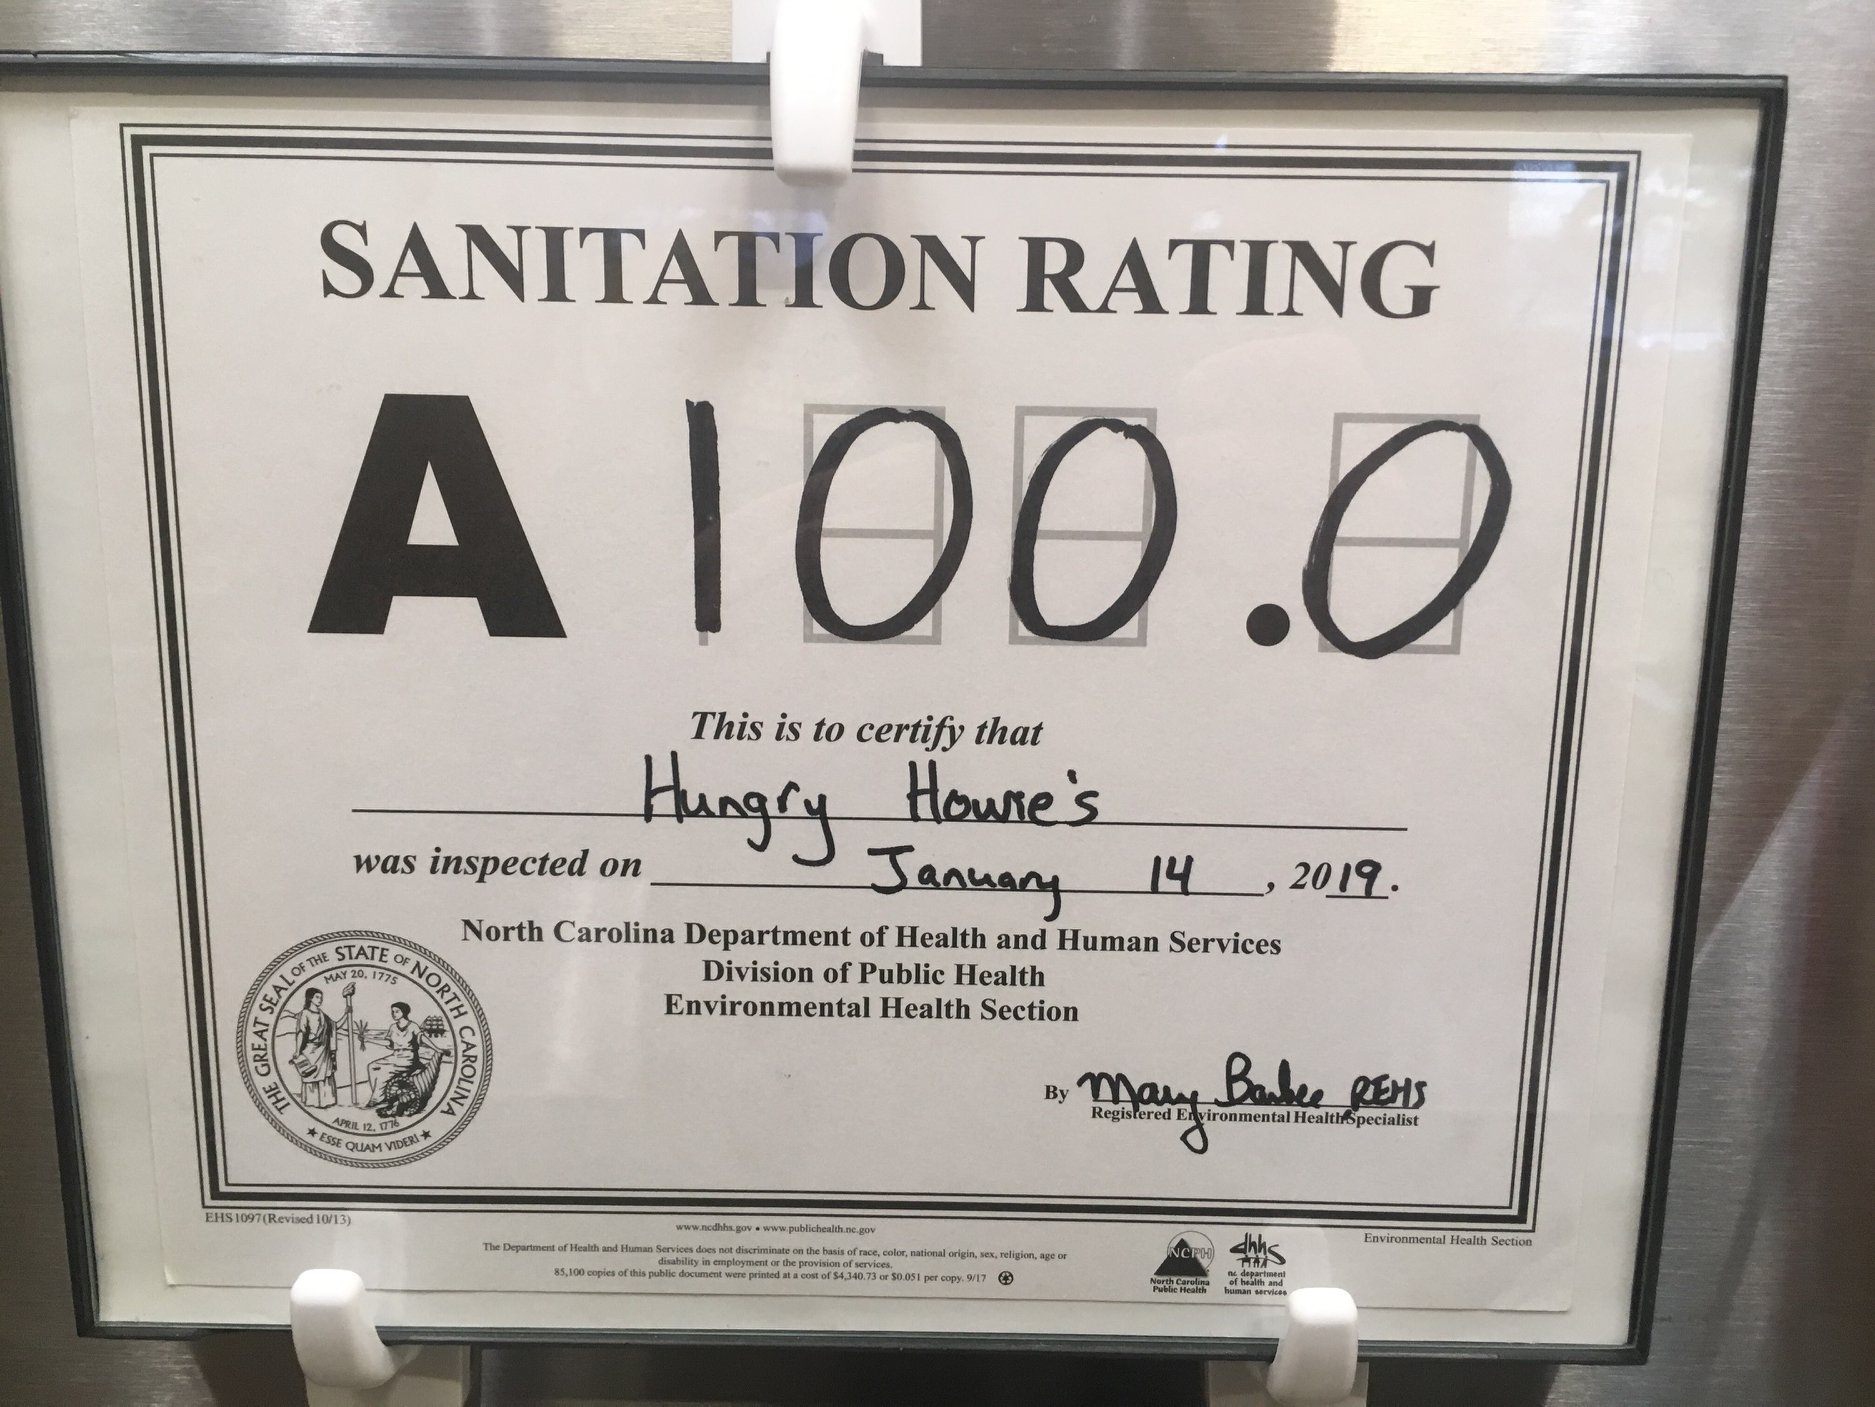 SANITATION RATING
A 100.0
This is to certify that
Hungry Howie's
was inspected on January 14, 2019.
North Carolina Department of Health and Human Services
Division of Public Health
Environmental Health Section
THE GREAT SEAL OF THE STATE OF NORTH CAROLINA
MAY 20, 1775
APRIL 12, 1776
★ ESSE QUAM VIDERI ★
By Mary Barbee REHS
Registered Environmental Health Specialist
EHS 1097 (Revised 10/13)
www.ncdhhs.gov • www.publichealth.nc.gov
The Department of Health and Human Services does not discriminate on the basis of race, color, national origin, sex, religion, age or
disability in employment or the provision of services.
85,100 copies of this public document were printed at a cost of $4,340.73 or $0.051 per copy. 9/17
NCPH
North Carolina
Public Health
dhhs
nc department
of health and
human services
Environmental Health Section